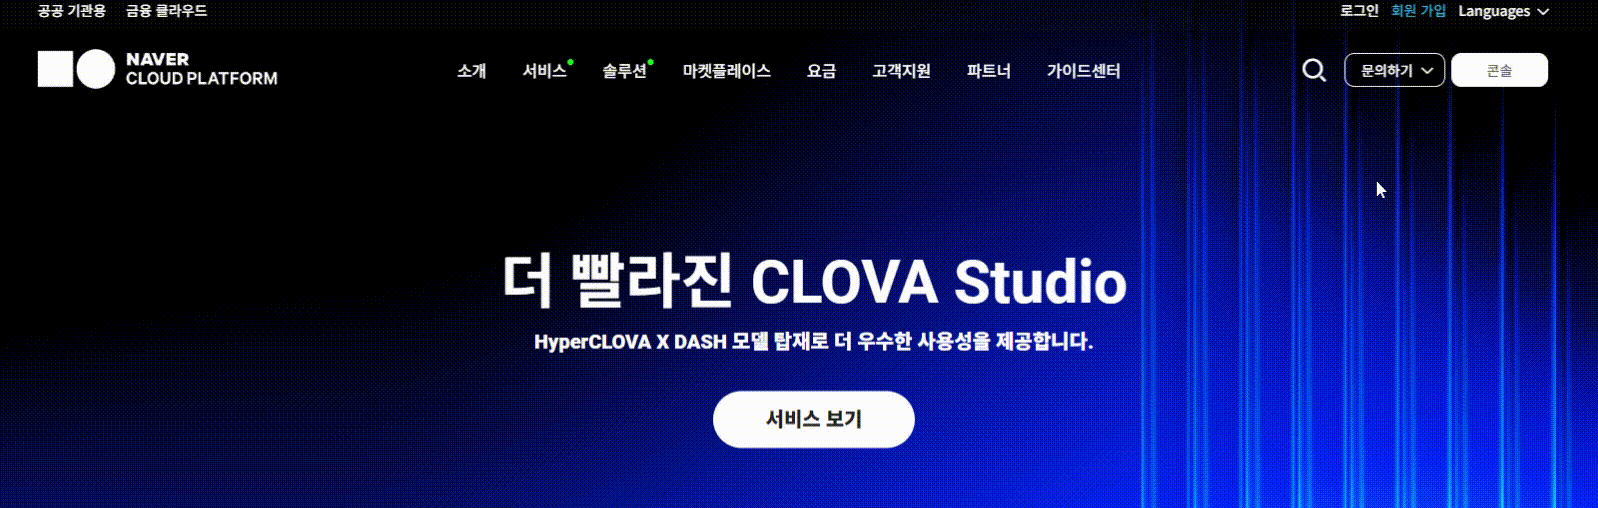 공공 기관용 금융 클라우드 로그인 회원 가입 Languages
NAVER
CLOUD PLATFORM
소개 서비스 솔루션 마켓플레이스 요금 고객지원 파트너 가이드센터 문의하기 콘솔
더 빨라진 CLOVA Studio
HyperCLOVA X DASH 모델 탑재로 더 우수한 사용성을 제공합니다.
서비스 보기